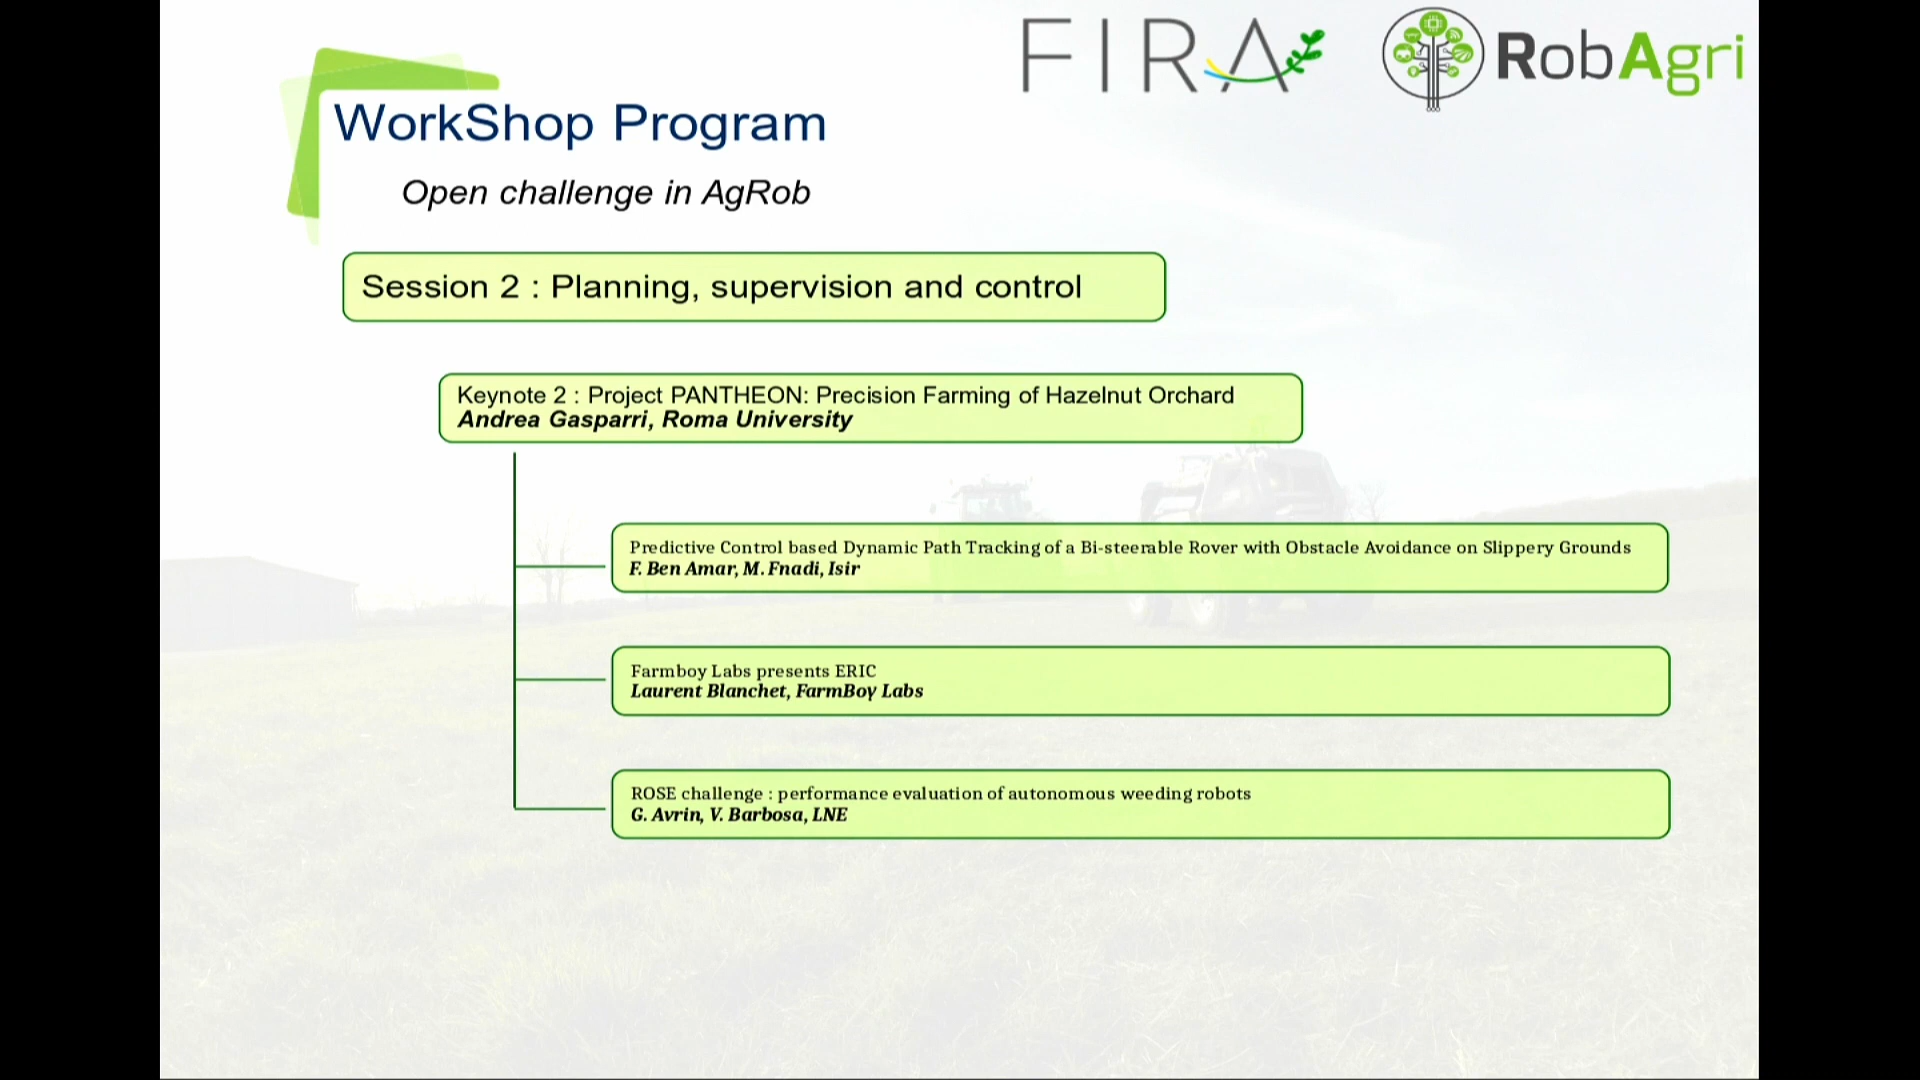 FIRA
RobAgri
WorkShop Program
Open challenge in AgRob
Session 2 : Planning, supervision and control
Keynote 2 : Project PANTHEON: Precision Farming of Hazelnut Orchard
Andrea Gasparri, Roma University
Predictive Control based Dynamic Path Tracking of a Bi-steerable Rover with Obstacle Avoidance on Slippery Grounds
F. Ben Amar, M. Fnadi, Isir
Farmboy Labs presents ERIC
Laurent Blanchet, FarmBoy Labs
ROSE challenge : performance evaluation of autonomous weeding robots
G. Avrin, V. Barbosa, LNE